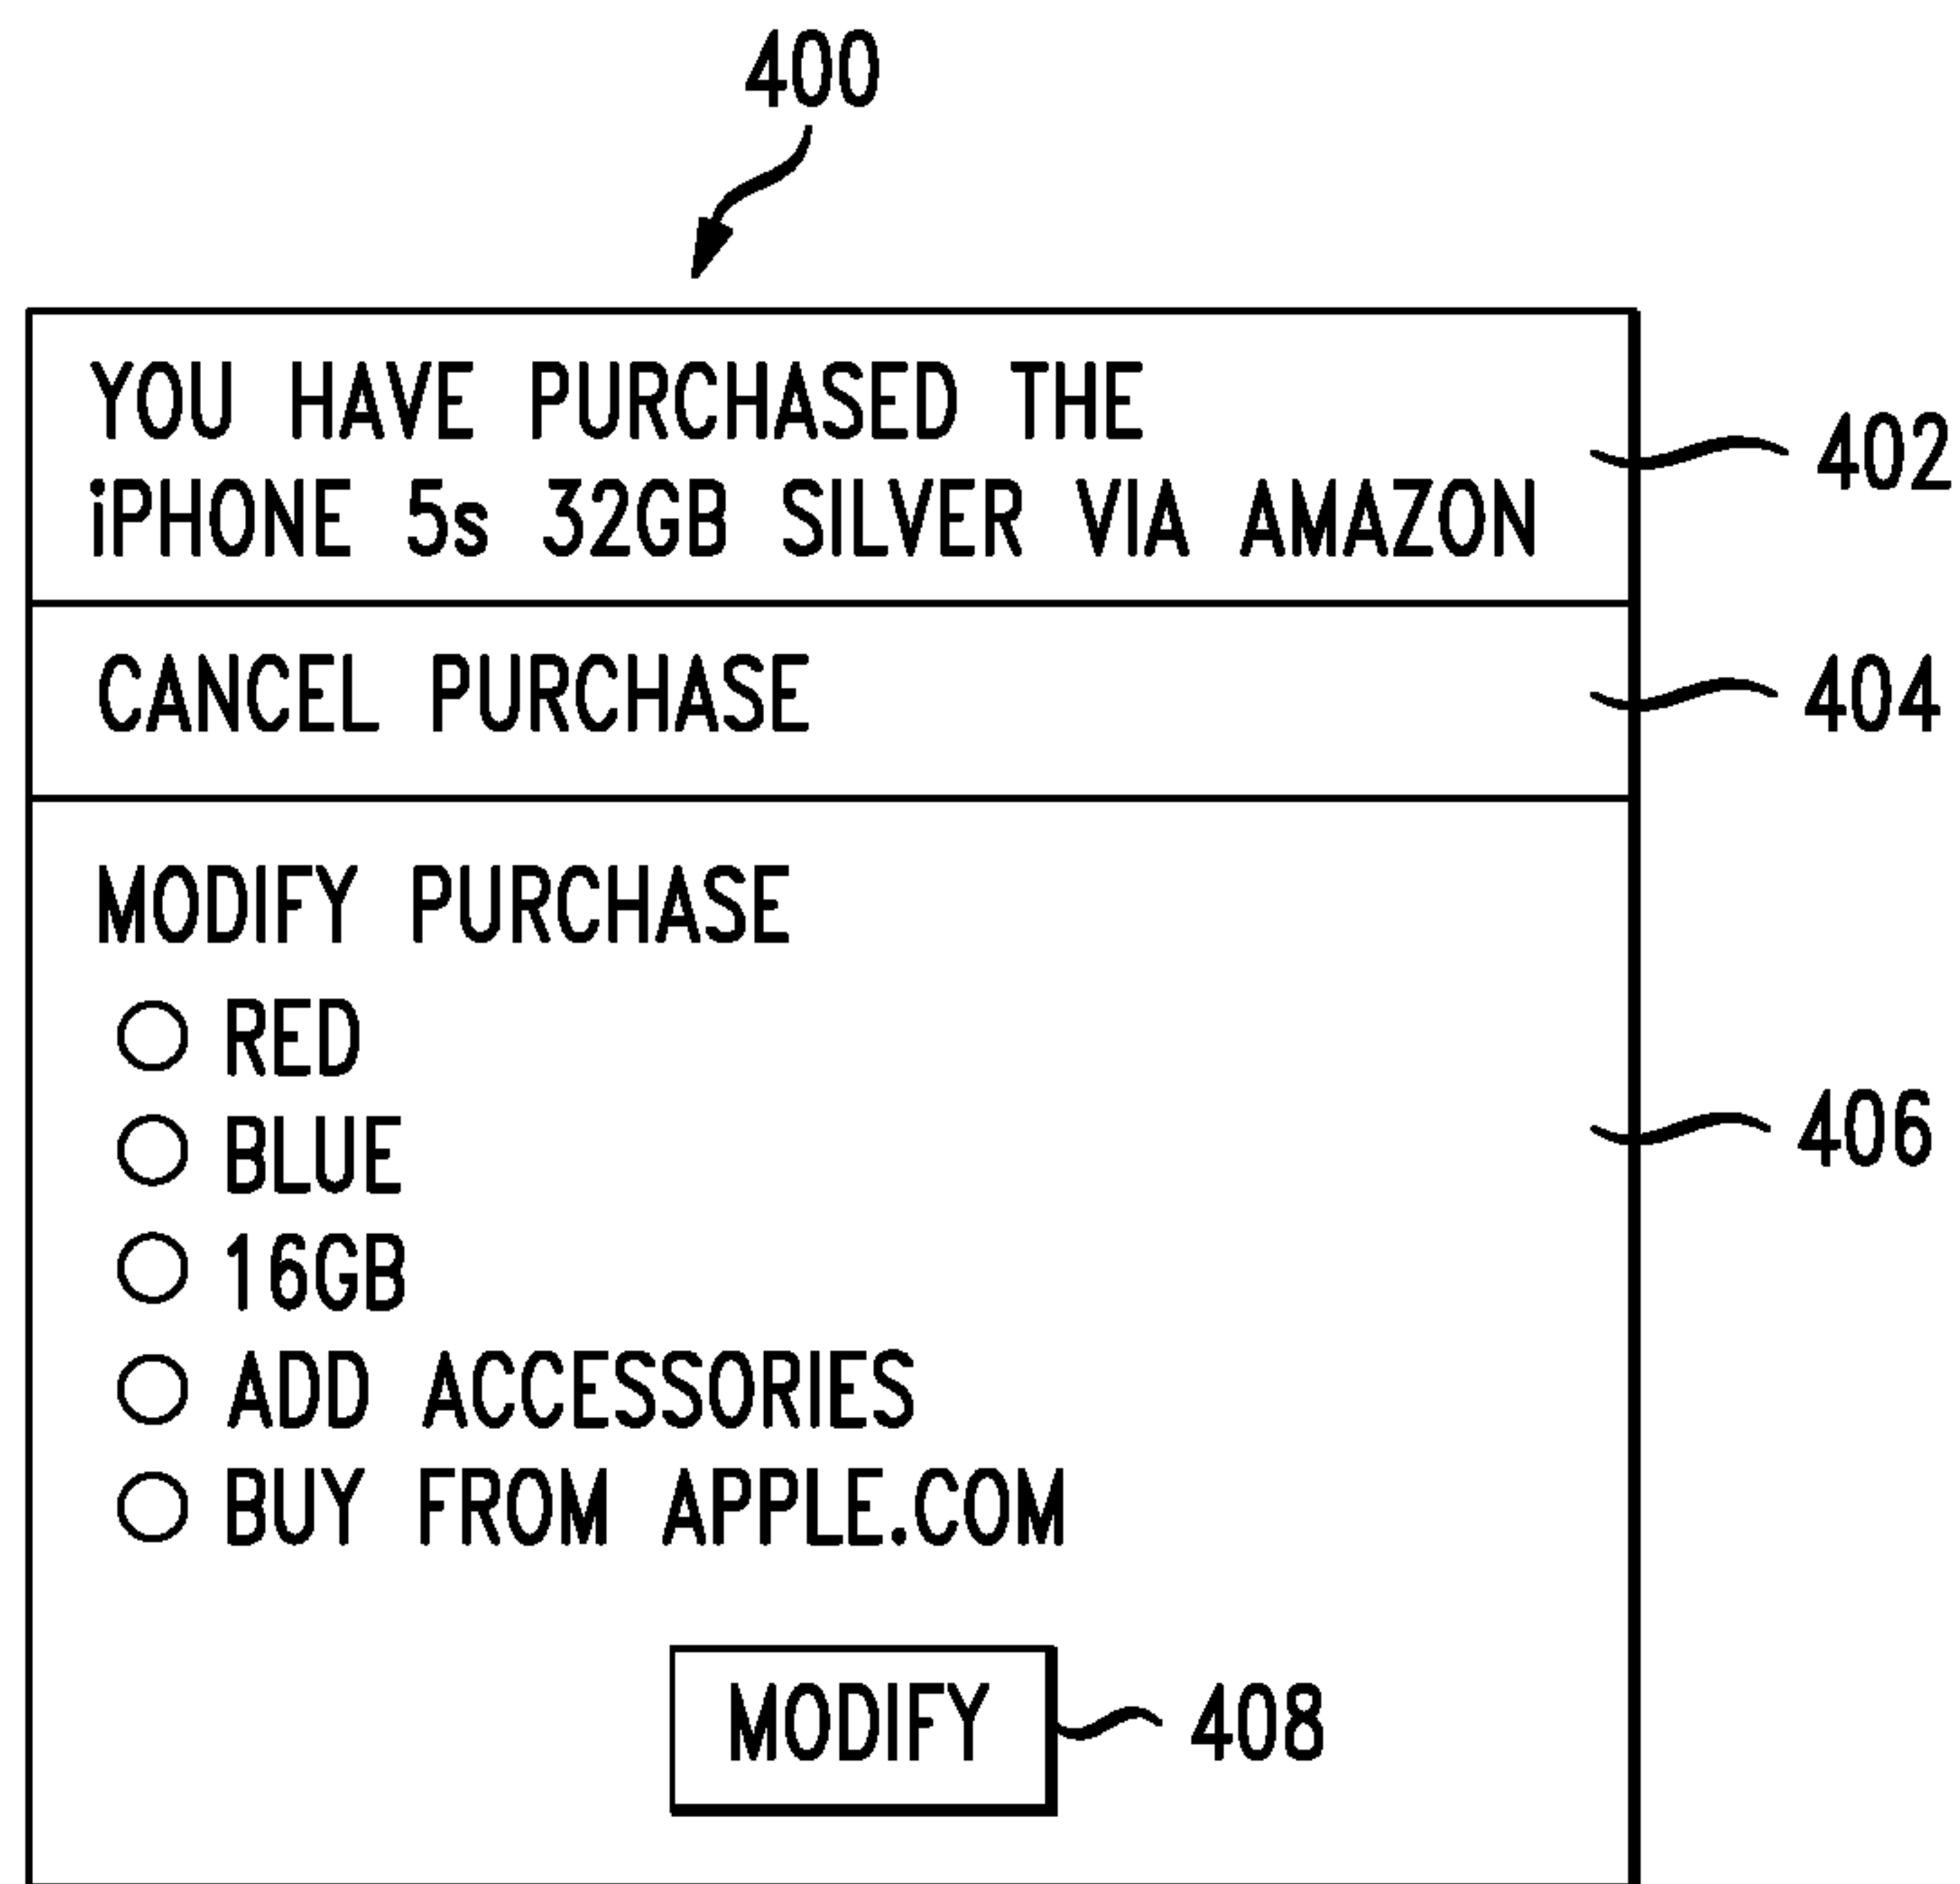 400
YOU HAVE PURCHASED THE
iPHONE 5s 32GB SILVER VIA AMAZON
402
CANCEL PURCHASE
404
MODIFY PURCHASE
RED
BLUE
406
16GB
ADD ACCESSORIES
BUY FROM APPLE.COM
MODIFY
408